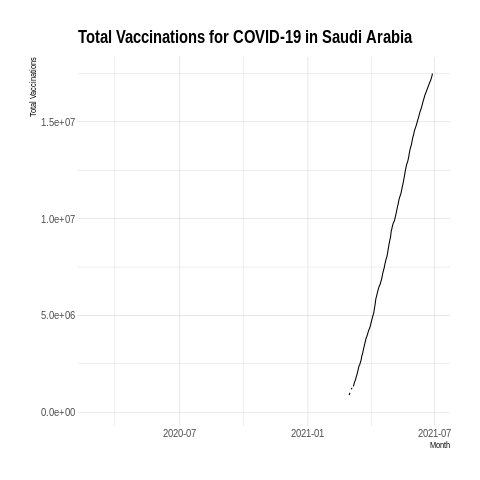 Total Vaccinations for COVID-19 in Saudi Arabia
Total Vaccinations
1.5e+07
1.0e+07
5.0e+06
0.0e+00
2020-07
2021-01
2021-07
Month